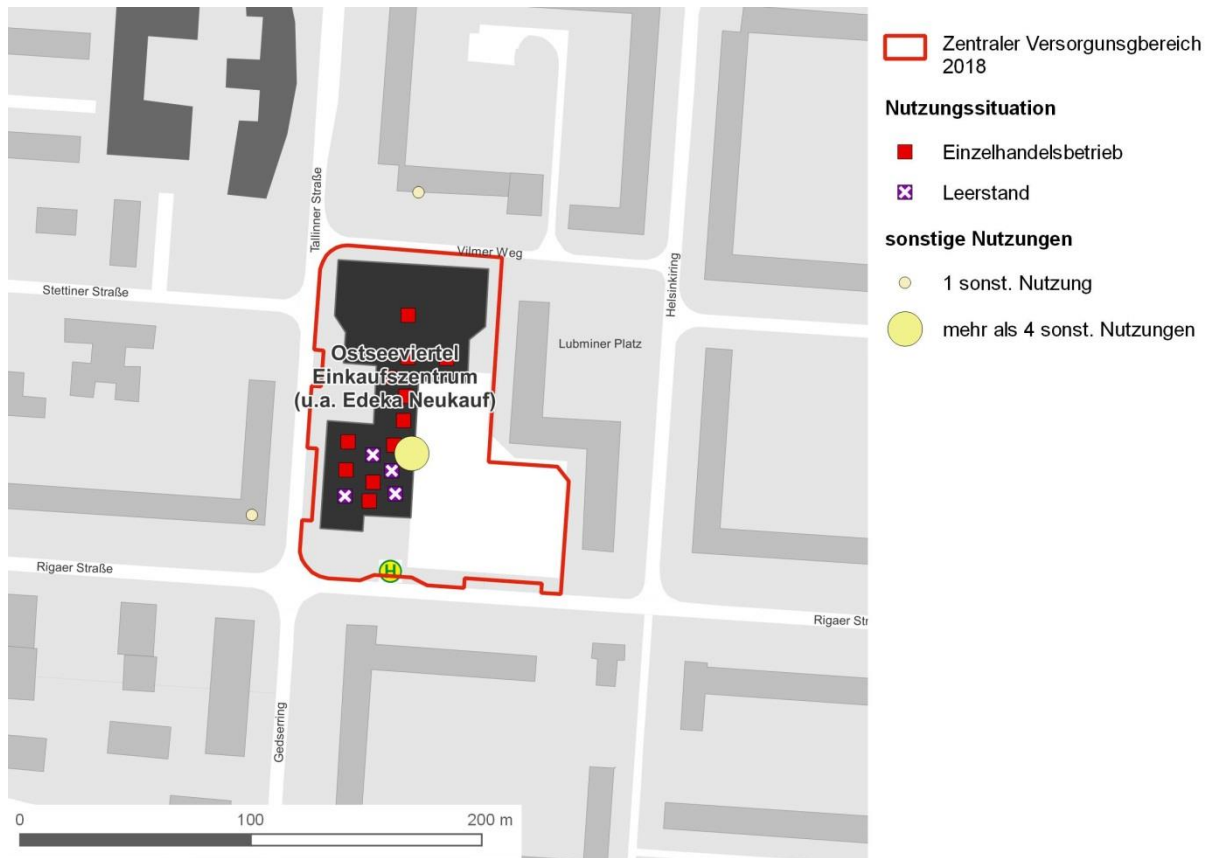 Zentraler Versorgunsgbereich
2018
Nutzungssituation
Einzelhandelsbetrieb
Leerstand
sonstige Nutzungen
1 sonst. Nutzung
mehr als 4 sonst. Nutzungen
Tallinner Straße
Vilmer Weg
Helsinkiring
Stettiner Straße
Lubminer Platz
Ostseeviertel
Einkaufszentrum
(u.a. Edeka Neukauf)
H
Rigaer Straße
Rigaer Str
Gedserring
0 100 200 m